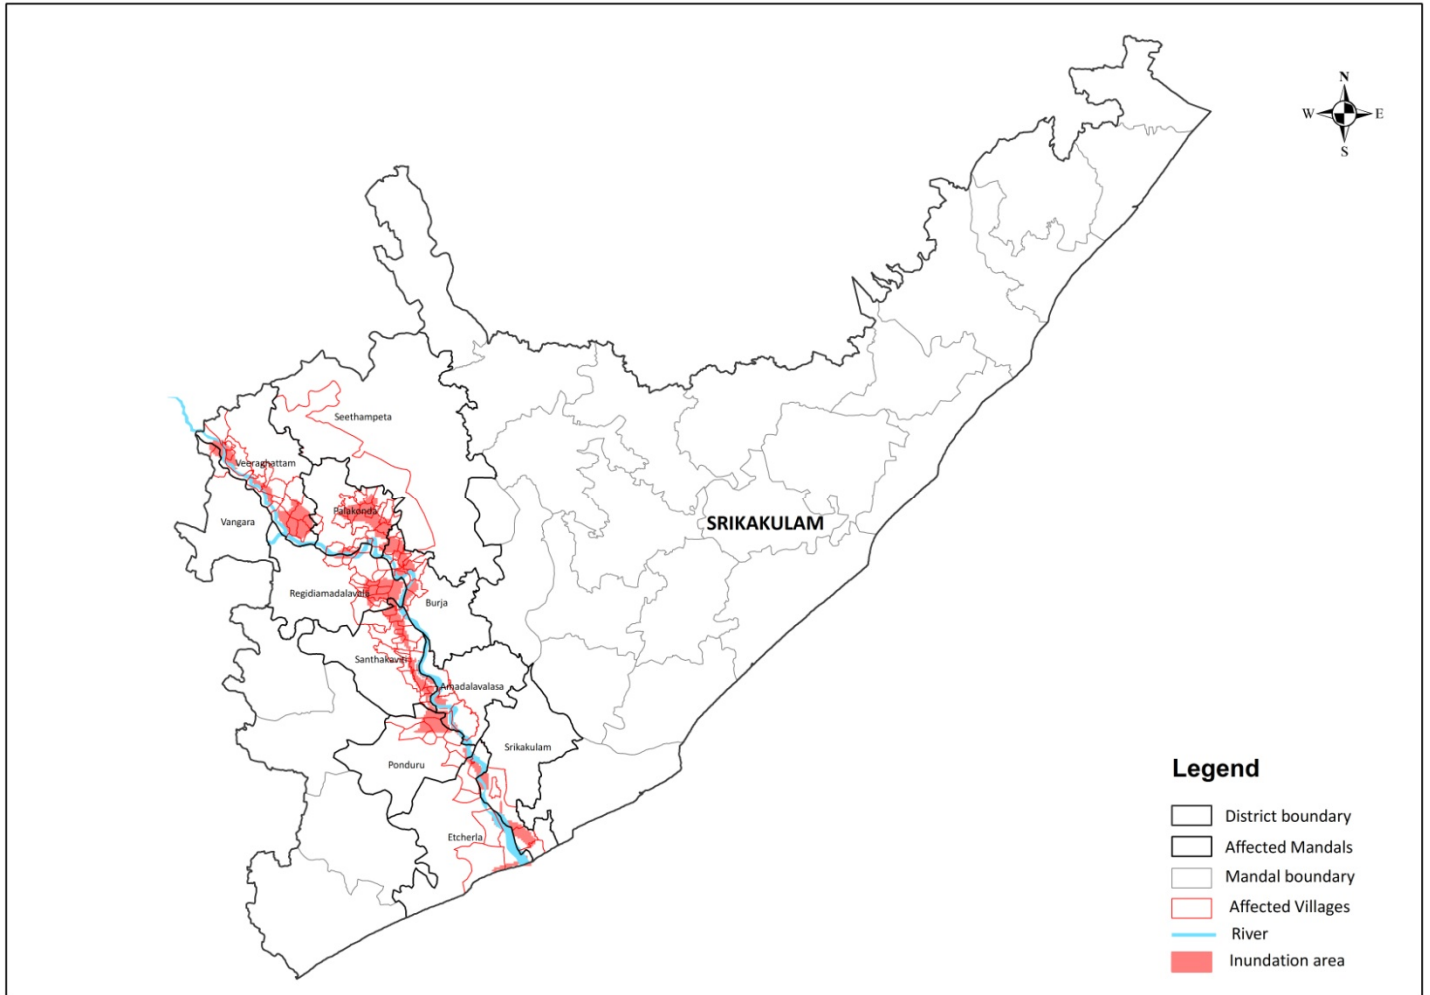 N
W E
S
Seethampeta
Veeraghattam
Palakonda
Vangara
SRIKAKULAM
Regidiamadalavala
Burja
Santhakaviti
Amadalavalasa
Srikakulam
Ponduru
Etcherla
Legend
District boundary
Affected Mandals
Mandal boundary
Affected Villages
River
Inundation area